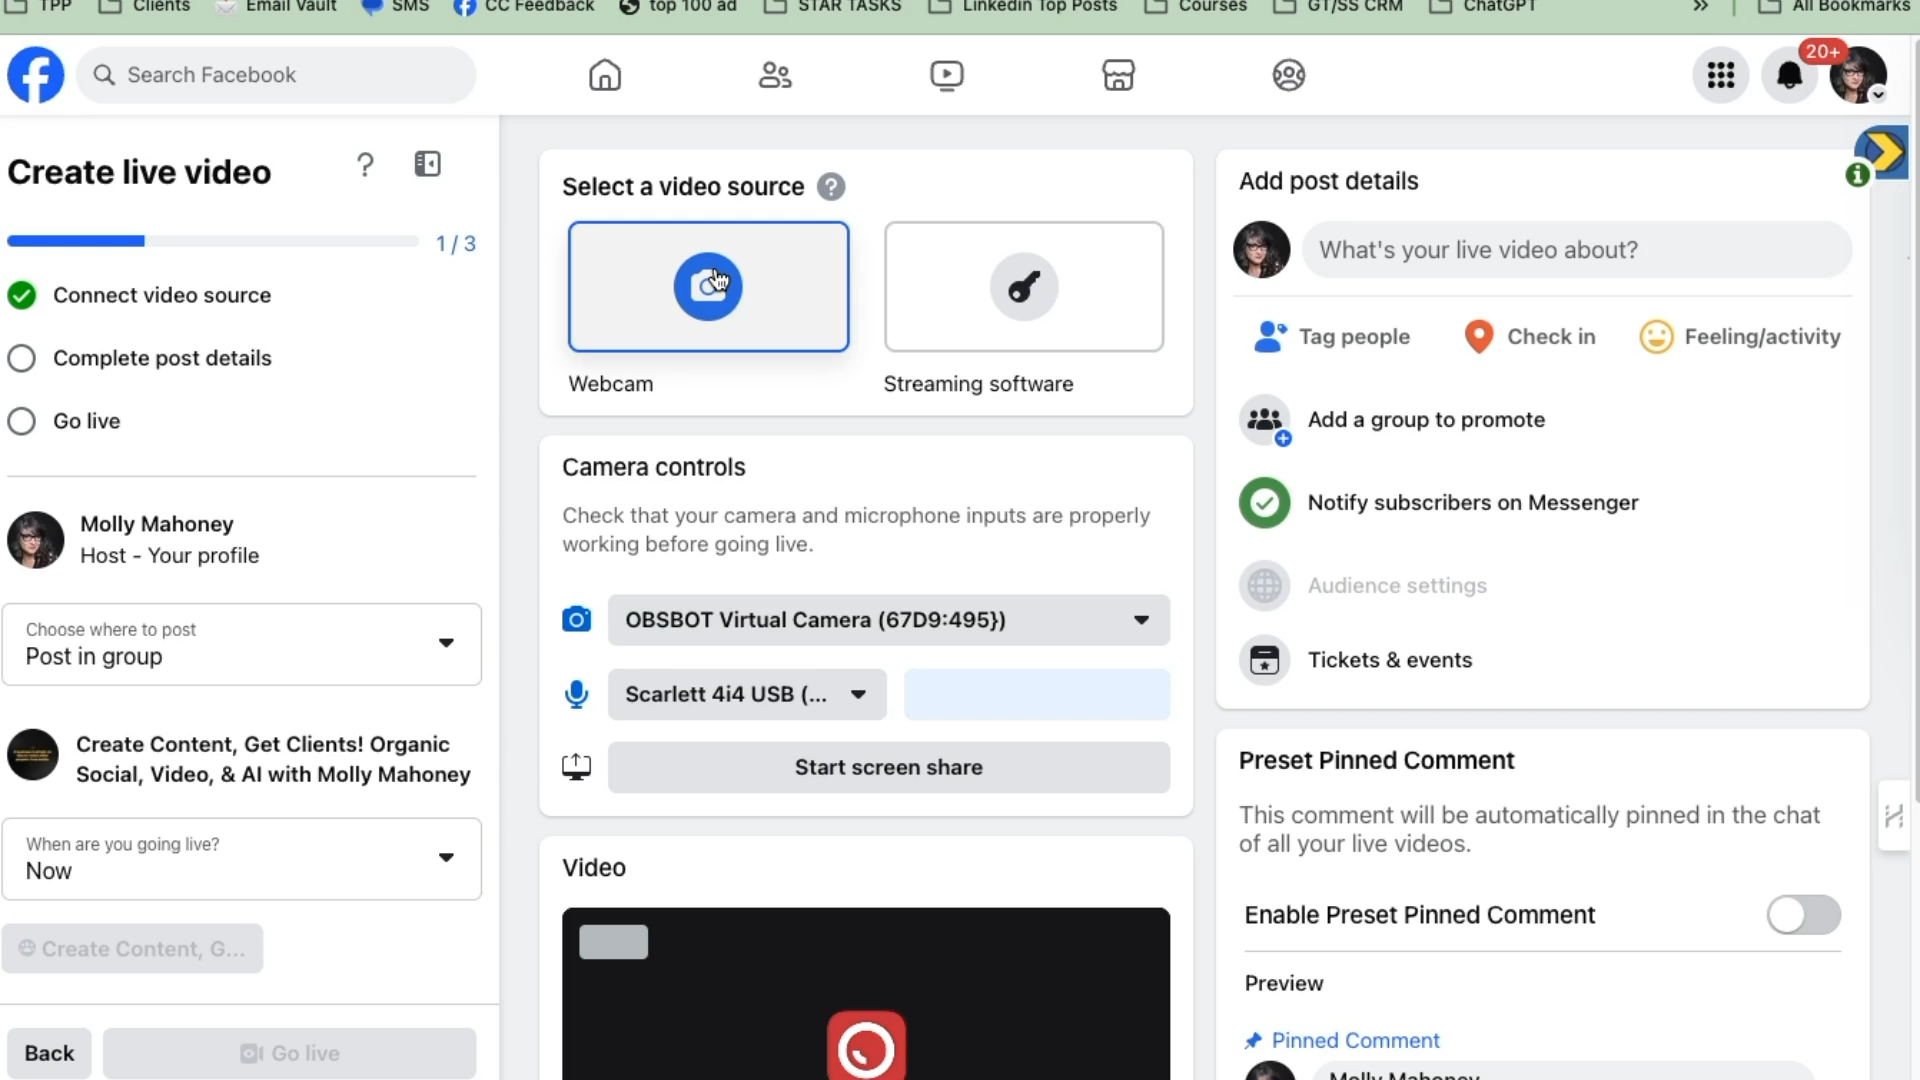 TPP
Clients
Email Vault
SMS
CC Feedback
top 100 ad
STAR TASKS
Linkedin Top Posts
Courses
GT/SS CRM
ChatGPT
»
All Bookmarks
Search Facebook
20+
Create live video
?
1 / 3
Connect video source
Complete post details
Go live
Molly Mahoney
Host - Your profile
Choose where to post
Post in group
Create Content, Get Clients! Organic
Social, Video, & AI with Molly Mahoney
When are you going live?
Now
Create Content, G...
Back
Go live
Select a video source ?
Webcam
Streaming software
Camera controls
Check that your camera and microphone inputs are properly
working before going live.
OBSBOT Virtual Camera (67D9:495})
Scarlett 4i4 USB (...
Start screen share
Video
Add post details
What's your live video about?
Tag people
Check in
Feeling/activity
Add a group to promote
Notify subscribers on Messenger
Audience settings
Tickets & events
Preset Pinned Comment
This comment will be automatically pinned in the chat
of all your live videos.
Enable Preset Pinned Comment
Preview
Pinned Comment
Molly Mahoney